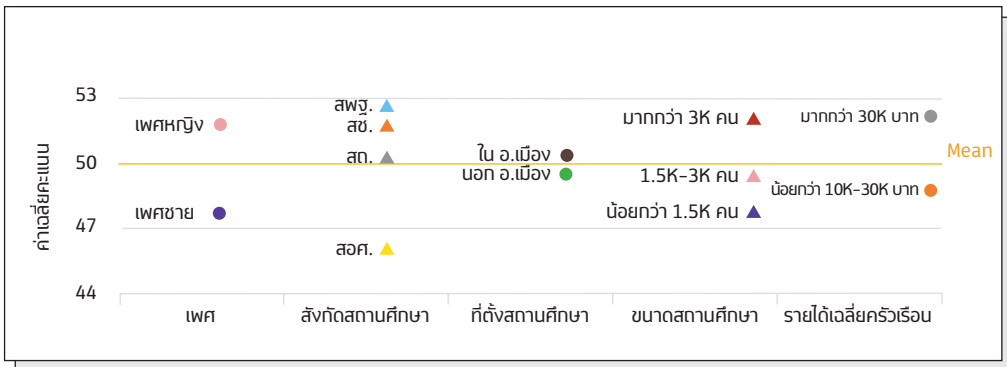 ค่าเฉลี่ยคะแนน
53
50
47
44
เพศหญิง
เพศชาย
สพฐ.
สช.
สถ.
สอศ.
ใน อ.เมือง
นอก อ.เมือง
มากกว่า 3K คน
1.5K-3K คน
น้อยกว่า 1.5K คน
มากกว่า 30K บาท
น้อยกว่า 10K-30K บาท
Mean
เพศ
สังกัดสถานศึกษา
ที่ตั้งสถานศึกษา
ขนาดสถานศึกษา
รายได้เฉลี่ยครัวเรือน